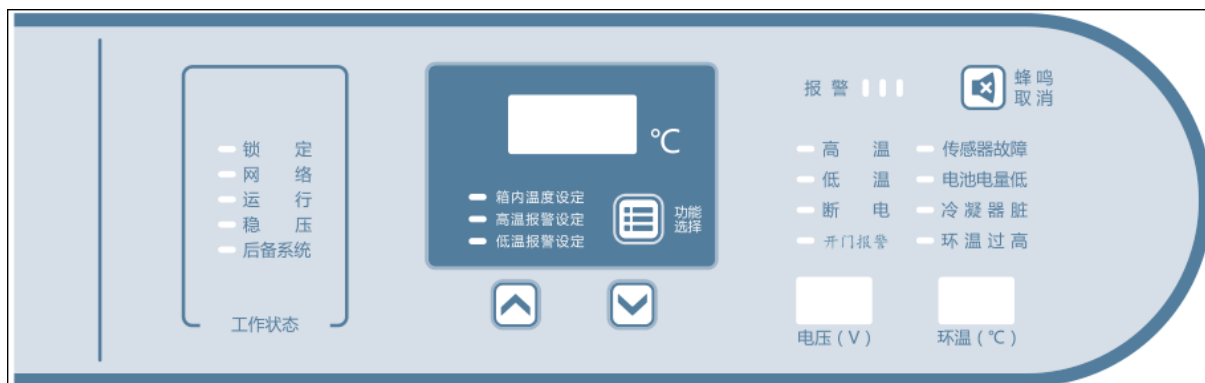 锁定
网络
运行
稳压
后备系统
工作状态
℃
箱内温度设定
高温报警设定
低温报警设定
功能
选择
报警
蜂鸣
取消
高温
低温
断电
开门报警
传感器故障
电池电量低
冷凝器脏
环温过高
电压(V)
环温(℃)